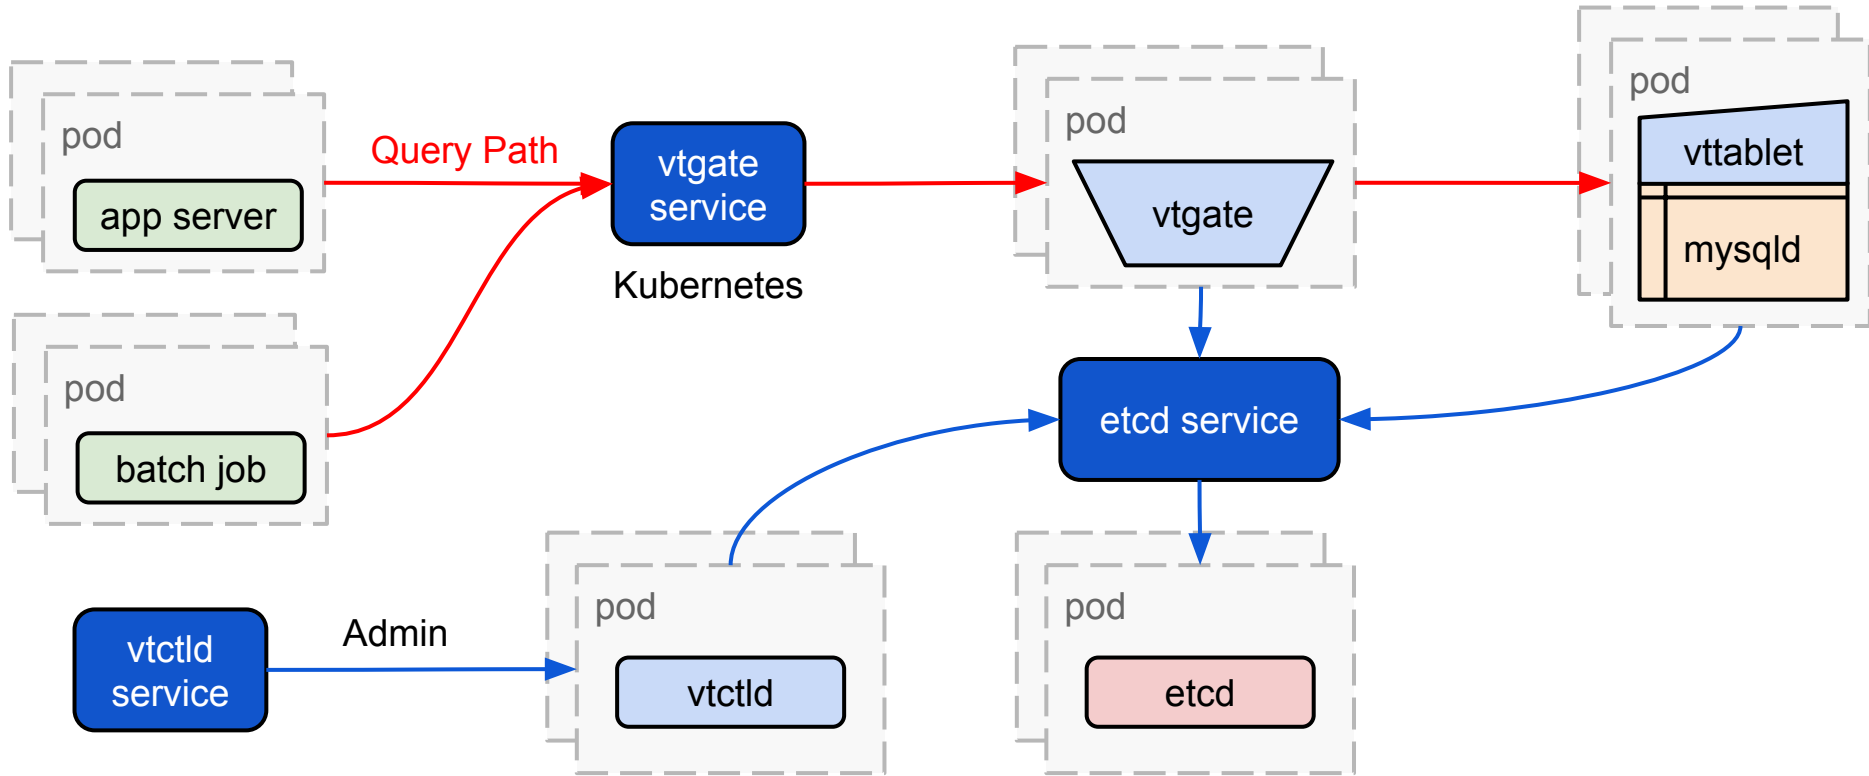 pod
app server
Query Path
vtgate
service
Kubernetes
pod
vtgate
pod
vttablet
mysqld
pod
batch job
etcd service
vtctld
service
Admin
pod
vtctld
pod
etcd